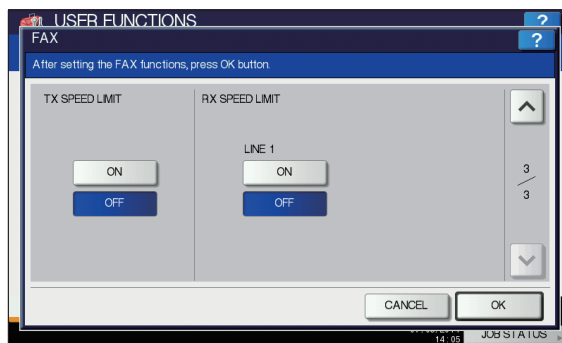 USER FUNCTIONS
?
FAX
?
After setting the FAX functions, press OK button.
TX SPEED LIMIT
RX SPEED LIMIT
LINE 1
ON
ON
3
OFF
OFF
3
CANCEL
OK
14:05
JOB STATUS